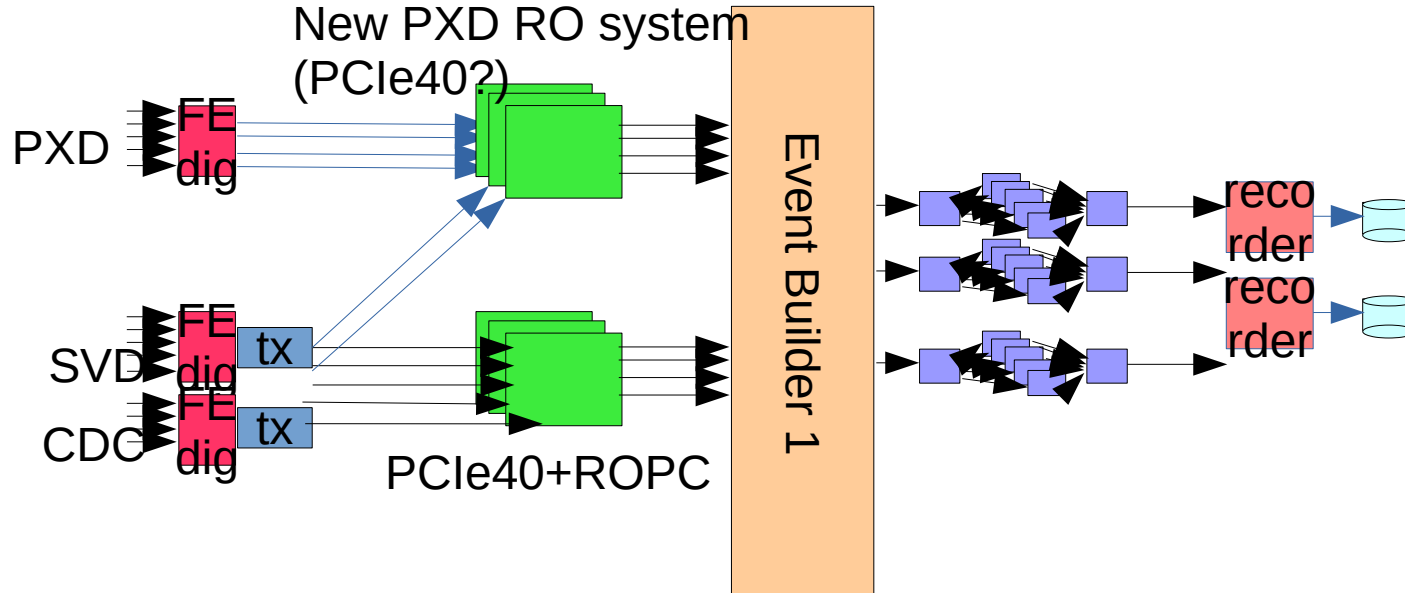 New PXD RO system
(PCIe40?)
PXD
FE
dig
SVD
FE
dig
tx
CDC
FE
dig
tx
PCIe40+ROPC
Event Builder 1
reco
rder
reco
rder